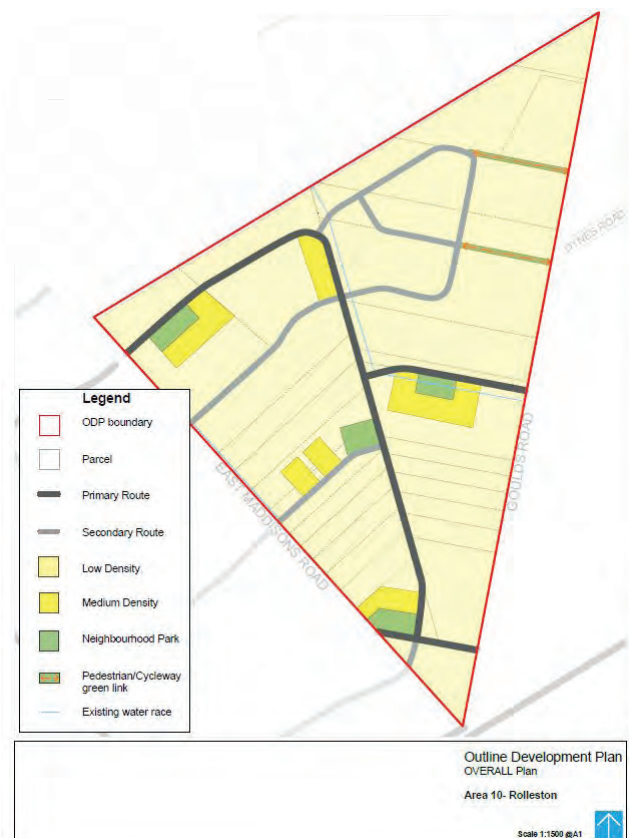 DYNES ROAD
GOULDS ROAD
EAST MADDISONS ROAD
Legend
ODP boundary
Parcel
Primary Route
Secondary Route
Low Density
Medium Density
Neighbourhood Park
Pedestrian/Cycleway
green link
Existing water race
Outline Development Plan
OVERALL Plan
Area 10- Rolleston
Scale 1:1500 @A1